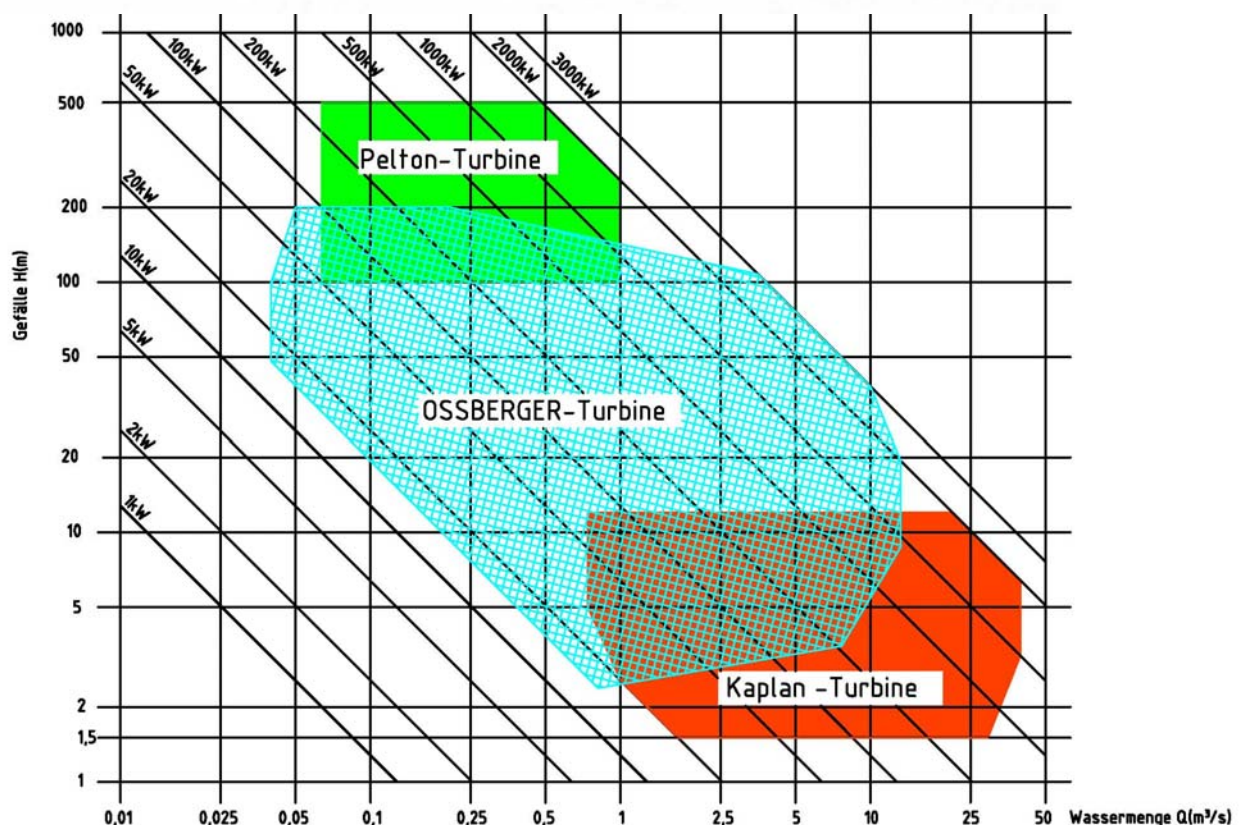 1000
500
200
100
50
20
10
5
2
1,5
1
Gefälle H(m)
50kW
100kW
200kW
500kW
1000kW
2000kW
3000kW
20kW
10kW
5kW
2kW
1kW
Pelton-Turbine
OSSBERGER-Turbine
Kaplan -Turbine
0,01 0,025 0,05 0,1 0,25 0,5 1 2,5 5 10 25 50 Wassermenge Q(m³/s)